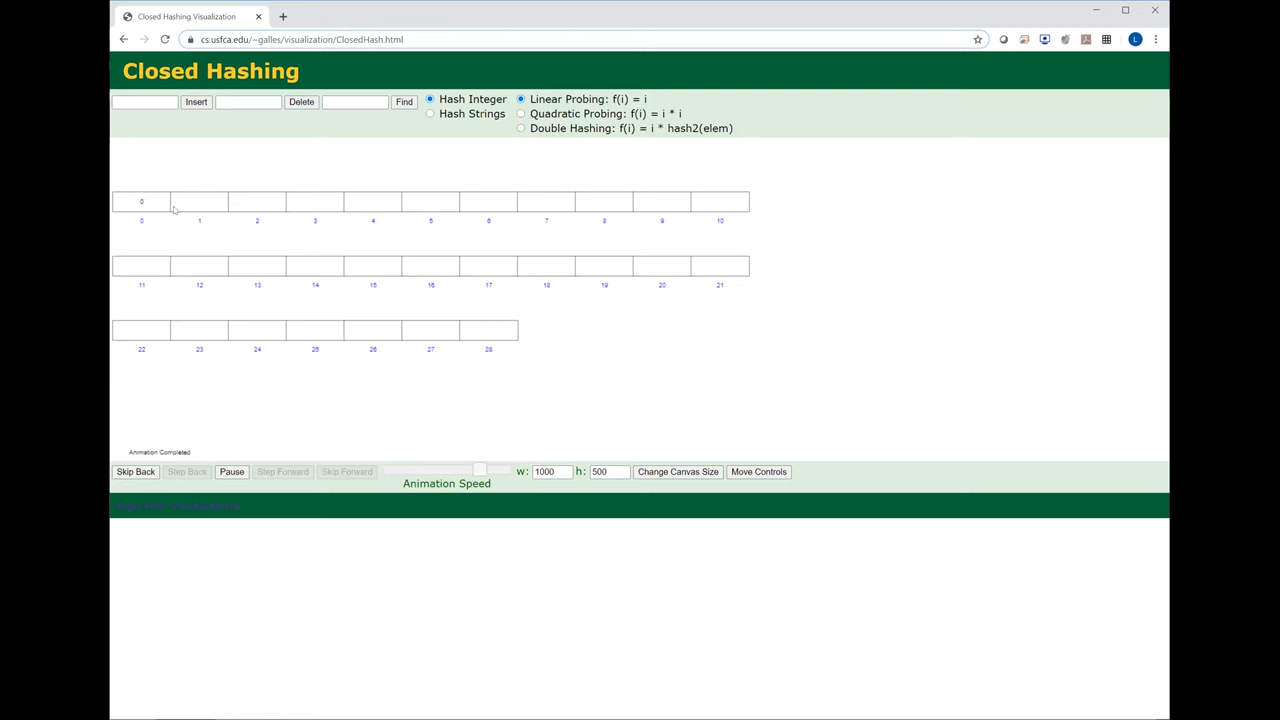 Closed Hashing Visualization
cs.usfca.edu/~galles/visualization/ClosedHash.html
L
Closed Hashing
Insert Delete Find
Hash Integer
Hash Strings
Linear Probing: f(i) = i
Quadratic Probing: f(i) = i * i
Double Hashing: f(i) = i * hash2(elem)
0
0 1 2 3 4 5 6 7 8 9 10
11 12 13 14 15 16 17 18 19 20 21
22 23 24 25 26 27 28
Animation Completed
Skip Back Step Back Pause Step Forward Skip Forward w: 1000 h: 500 Change Canvas Size Move Controls
Animation Speed
Algorithm Visualizations